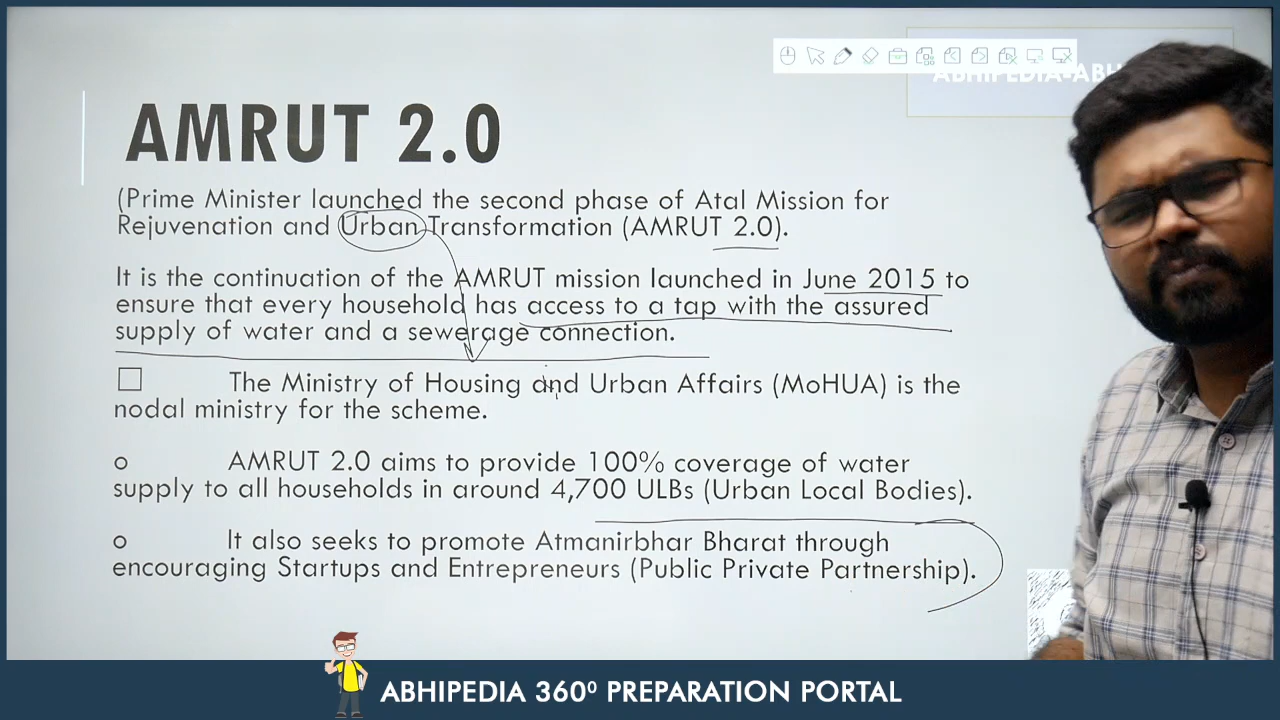 ABHIPEDIA-ABH
AMRUT 2.0
(Prime Minister launched the second phase of Atal Mission for
Rejuvenation and Urban Transformation (AMRUT 2.0).
It is the continuation of the AMRUT mission launched in June 2015 to
ensure that every household has access to a tap with the assured
supply of water and a sewerage connection.
The Ministry of Housing and Urban Affairs (MoHUA) is the
nodal ministry for the scheme.
o AMRUT 2.0 aims to provide 100% coverage of water
supply to all households in around 4,700 ULBs (Urban Local Bodies).
o It also seeks to promote Atmanirbhar Bharat through
encouraging Startups and Entrepreneurs (Public Private Partnership).
ABHIPEDIA 360⁰ PREPARATION PORTAL